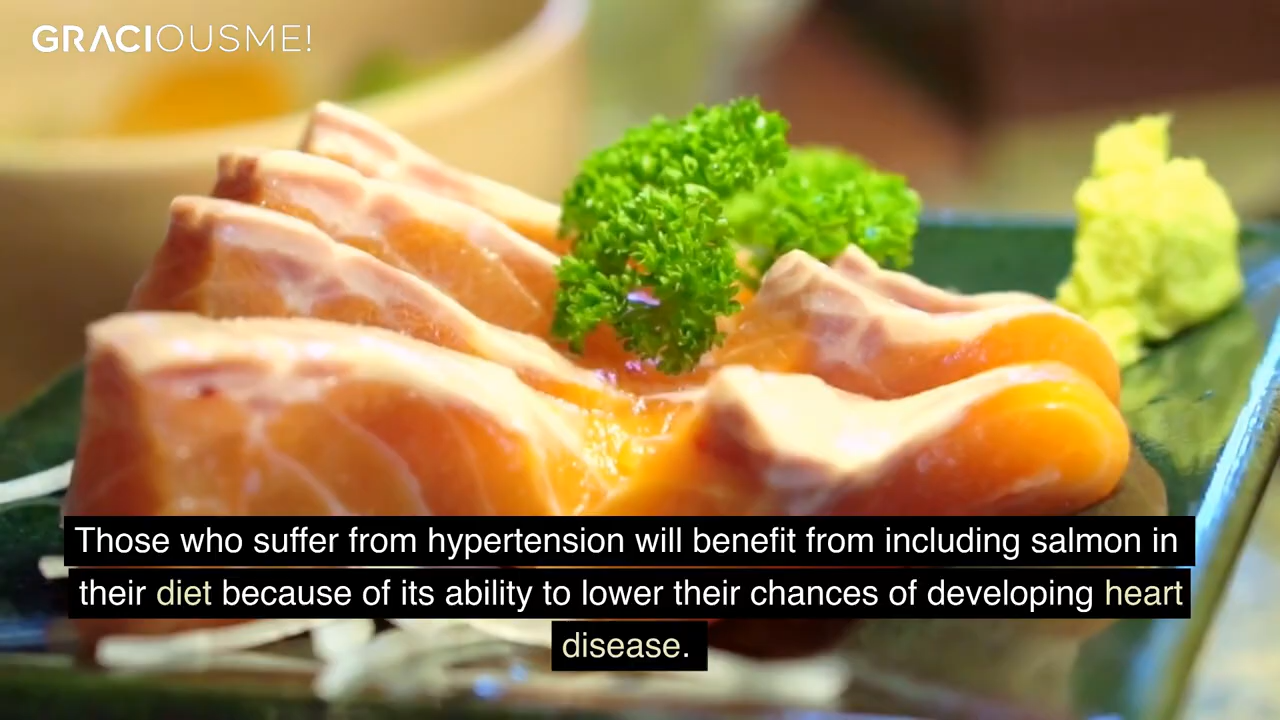 GRACIOUSME!
Those who suffer from hypertension will benefit from including salmon in
their diet because of its ability to lower their chances of developing heart
disease.